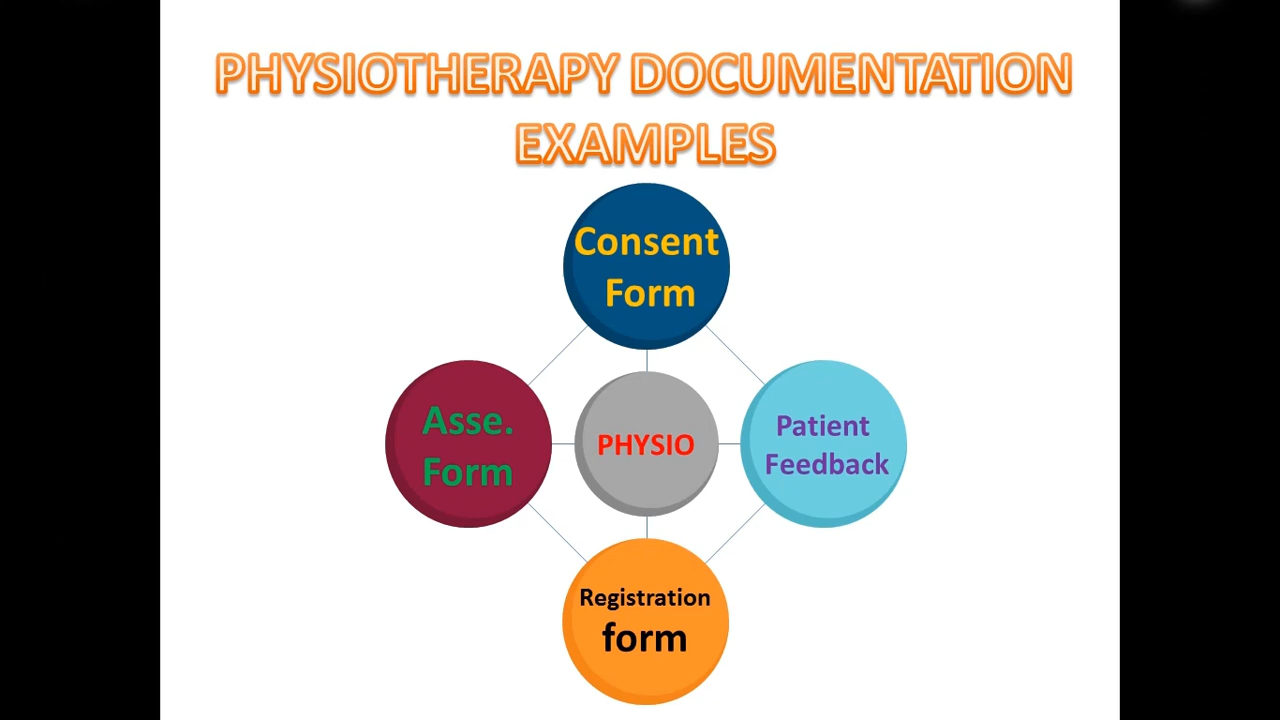 PHYSIOTHERAPY DOCUMENTATION
EXAMPLES
Consent
Form
Asse.
Form
PHYSIO
Patient
Feedback
Registration
form